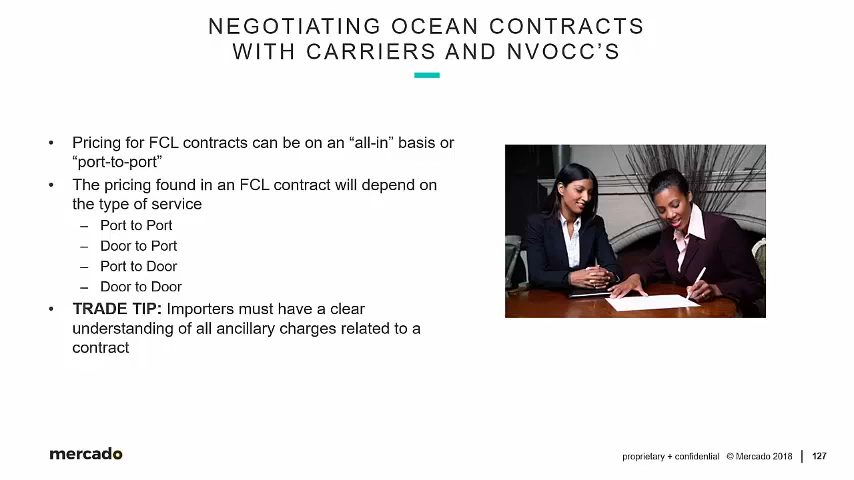 NEGOTIATING OCEAN CONTRACTS
WITH CARRIERS AND NVOCC’S
• Pricing for FCL contracts can be on an “all-in” basis or
“port-to-port”
• The pricing found in an FCL contract will depend on
the type of service
– Port to Port
– Door to Port
– Port to Door
– Door to Door
• TRADE TIP: Importers must have a clear
understanding of all ancillary charges related to a
contract
mercado
proprietary + confidential © Mercado 2018 | 127